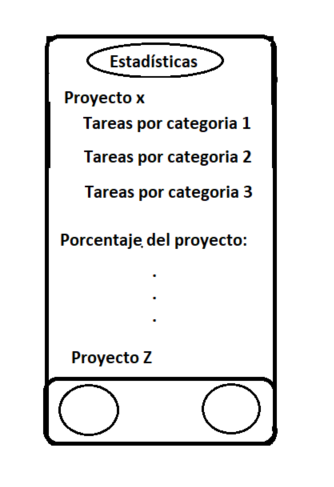 Estadísticas
Proyecto x
Tareas por categoria 1
Tareas por categoria 2
Tareas por categoria 3
Porcentaje del proyecto:
.
.
.
Proyecto Z